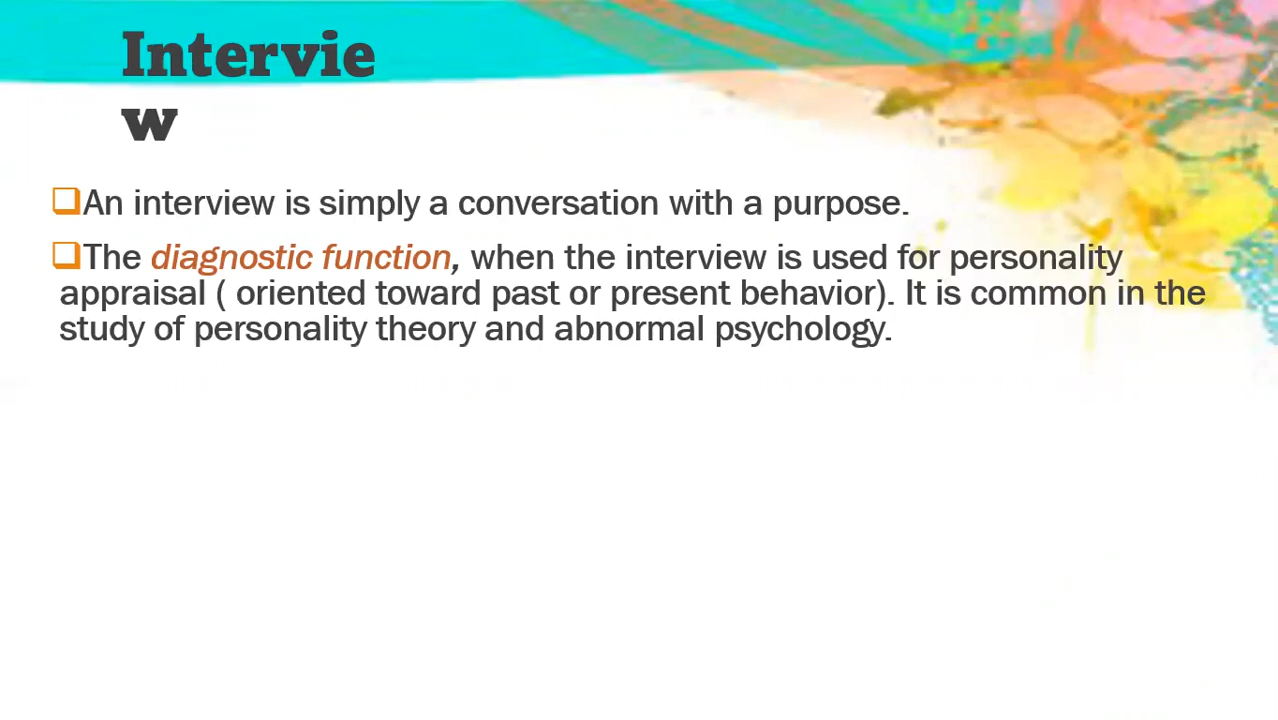 Intervie
w
An interview is simply a conversation with a purpose.
The diagnostic function, when the interview is used for personality
appraisal ( oriented toward past or present behavior). It is common in the
study of personality theory and abnormal psychology.